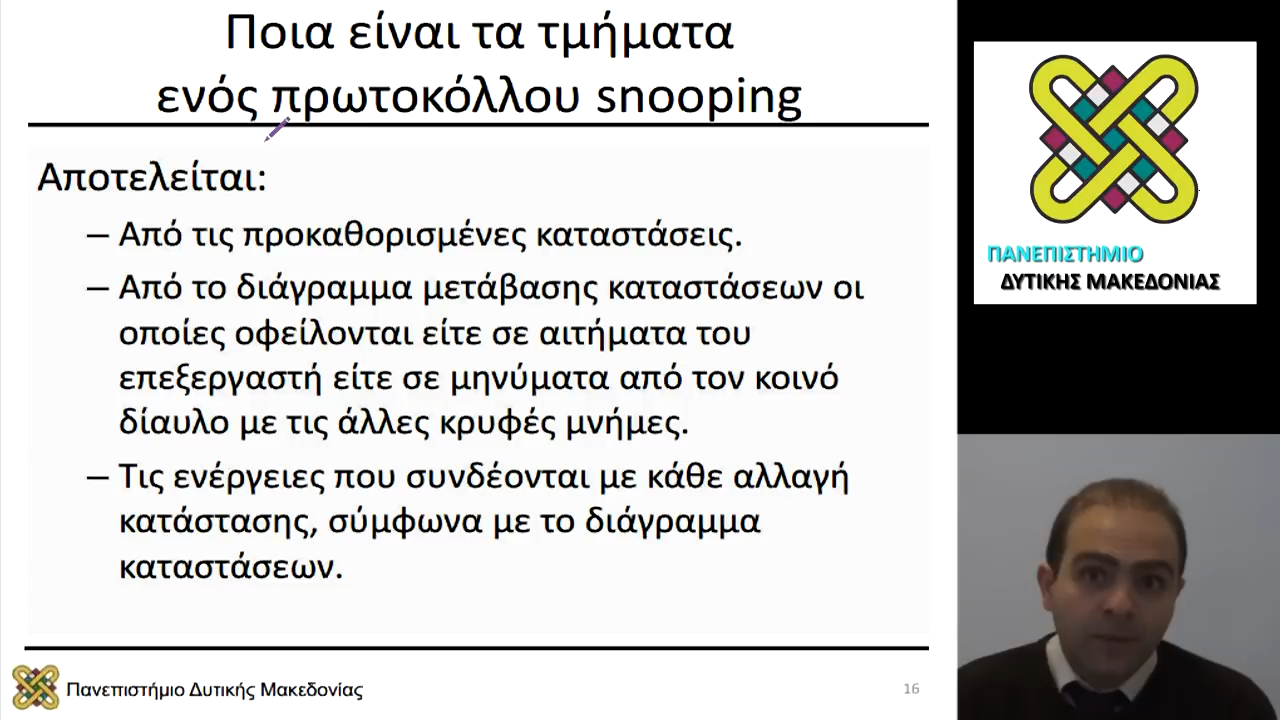 Ποια είναι τα τμήματα
ενός πρωτοκόλλου snooping
Αποτελείται:
– Από τις προκαθορισμένες καταστάσεις.
– Από το διάγραμμα μετάβασης καταστάσεων οι
οποίες οφείλονται είτε σε αιτήματα του
επεξεργαστή είτε σε μηνύματα από τον κοινό
δίαυλο με τις άλλες κρυφές μνήμες.
– Τις ενέργειες που συνδέονται με κάθε αλλαγή
κατάστασης, σύμφωνα με το διάγραμμα
καταστάσεων.
Πανεπιστήμιο Δυτικής Μακεδονίας
16
ΠΑΝΕΠΙΣΤΗΜΙΟ
ΔΥΤΙΚΗΣ ΜΑΚΕΔΟΝΙΑΣ